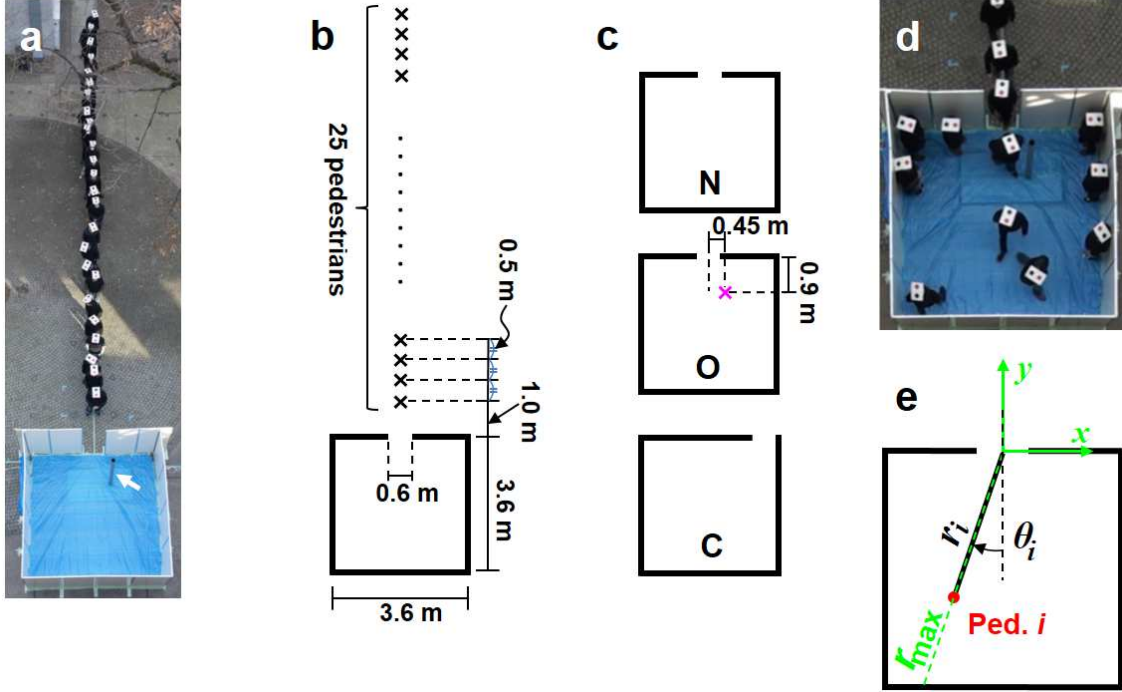 a
b
25 pedestrians
0.5 m
1.0 m
0.6 m
3.6 m
3.6 m
c
N
0.45 m
0.9 m
O
C
d
e
y
x
r_i
θ_i
Ped. i
r_max